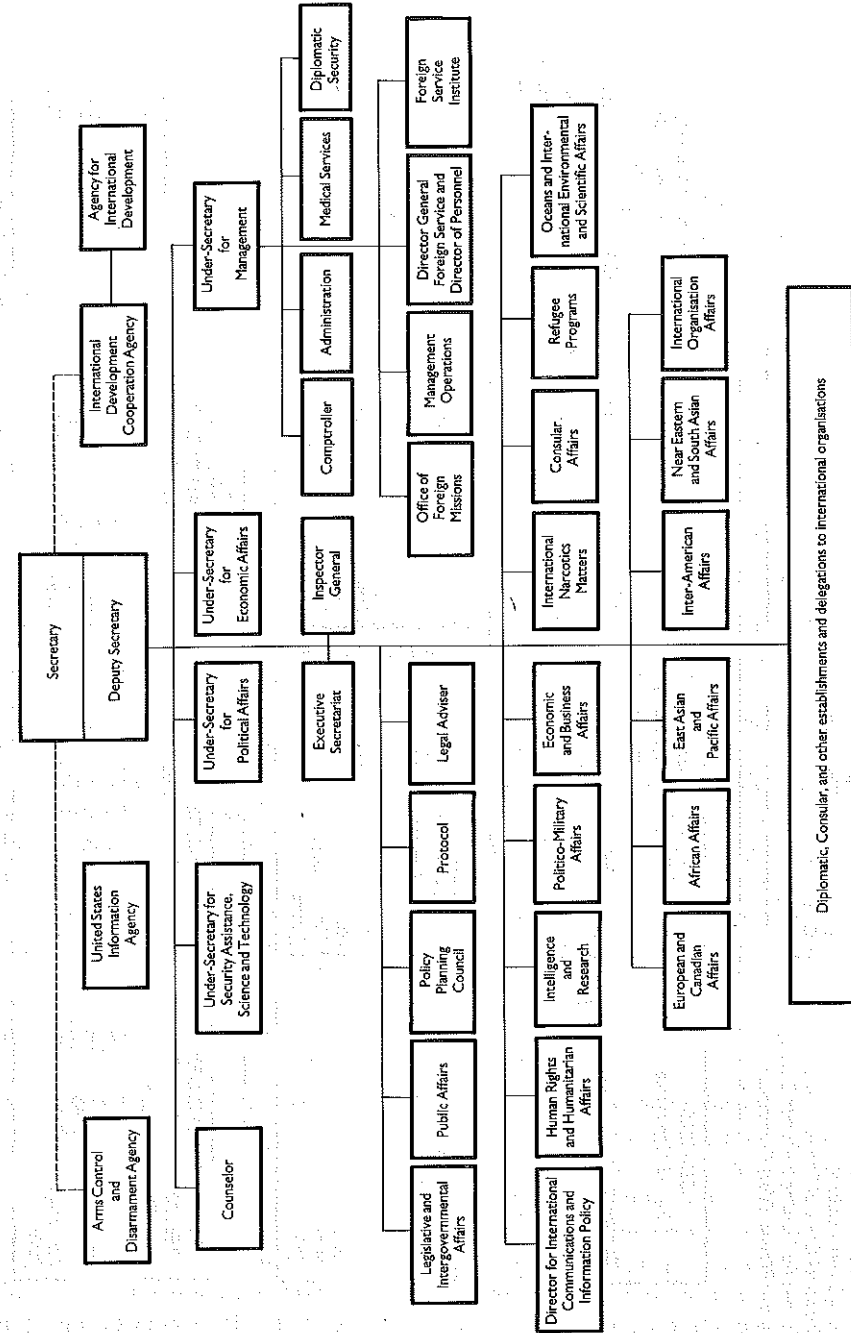 Secretary
Deputy Secretary
Arms Control
and
Disarmament Agency
United States
Information
Agency
International
Development
Cooperation Agency
Agency for
International
Development
Counselor
Under-Secretary for
Security Assistance,
Science and Technology
Under-Secretary
for
Political Affairs
Under-Secretary
for
Economic Affairs
Under-Secretary
for
Management
Executive
Secretariat
Inspector
General
Comptroller
Administration
Medical Services
Diplomatic
Security
Office of
Foreign
Missions
Management
Operations
Director General
Foreign Service and
Director of Personnel
Foreign
Service
Institute
Legislative and
Intergovernmental
Affairs
Public Affairs
Policy
Planning
Council
Protocol
Legal Adviser
Director for International
Communications and
Information Policy
Human Rights
and Humanitarian
Affairs
Intelligence
and
Research
Politico-Military
Affairs
Economic
and Business
Affairs
International
Narcotics
Matters
Consular
Affairs
Refugee
Programs
Oceans and Inter-
national Environmental
and Scientific Affairs
European and
Canadian
Affairs
African Affairs
East Asian
and
Pacific Affairs
Inter-American
Affairs
Near Eastern
and South Asian
Affairs
International
Organisation
Affairs
Diplomatic, Consular, and other establishments and delegations to international organisations